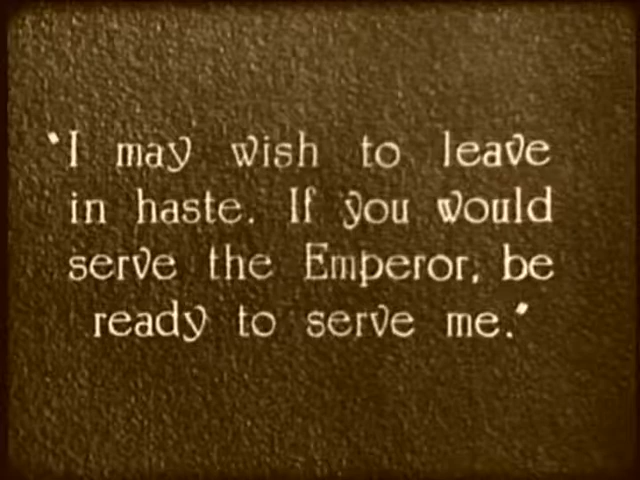 "I may wish to leave
in haste. If you would
serve the Emperor, be
ready to serve me."